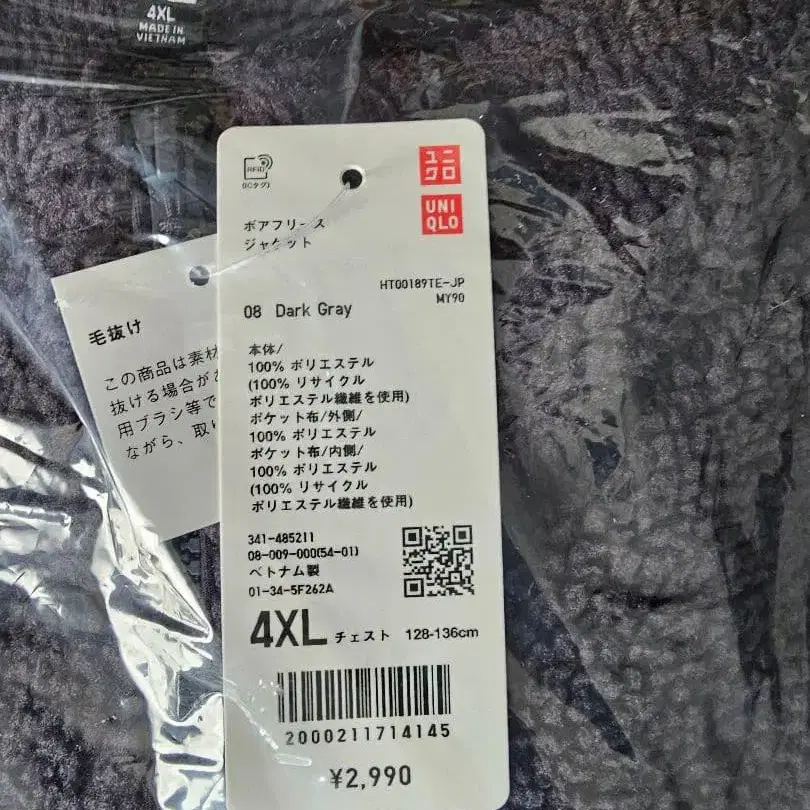 4XL
MADE IN
VIETNAM
RFID
ユニ
クロ
UNI
QLO
ボアフリース
ジャケット
HT00189TE-JP
MY90
08 Dark Gray
毛抜け
この商品は素材
抜ける場合が
用ブラシ等で
ながら、取り
本体/
100% ポリエステル
(100% リサイクル
ポリエステル繊維を使用)
ポケット布/外側/
100% ポリエステル
ポケット布/内側/
100% ポリエステル
(100% リサイクル
ポリエステル繊維を使用)
341-485211
08-009-000(54-01)
ベトナム製
01-34-5F262A
4XL チェスト 128-136cm
2000211714145
¥2,990